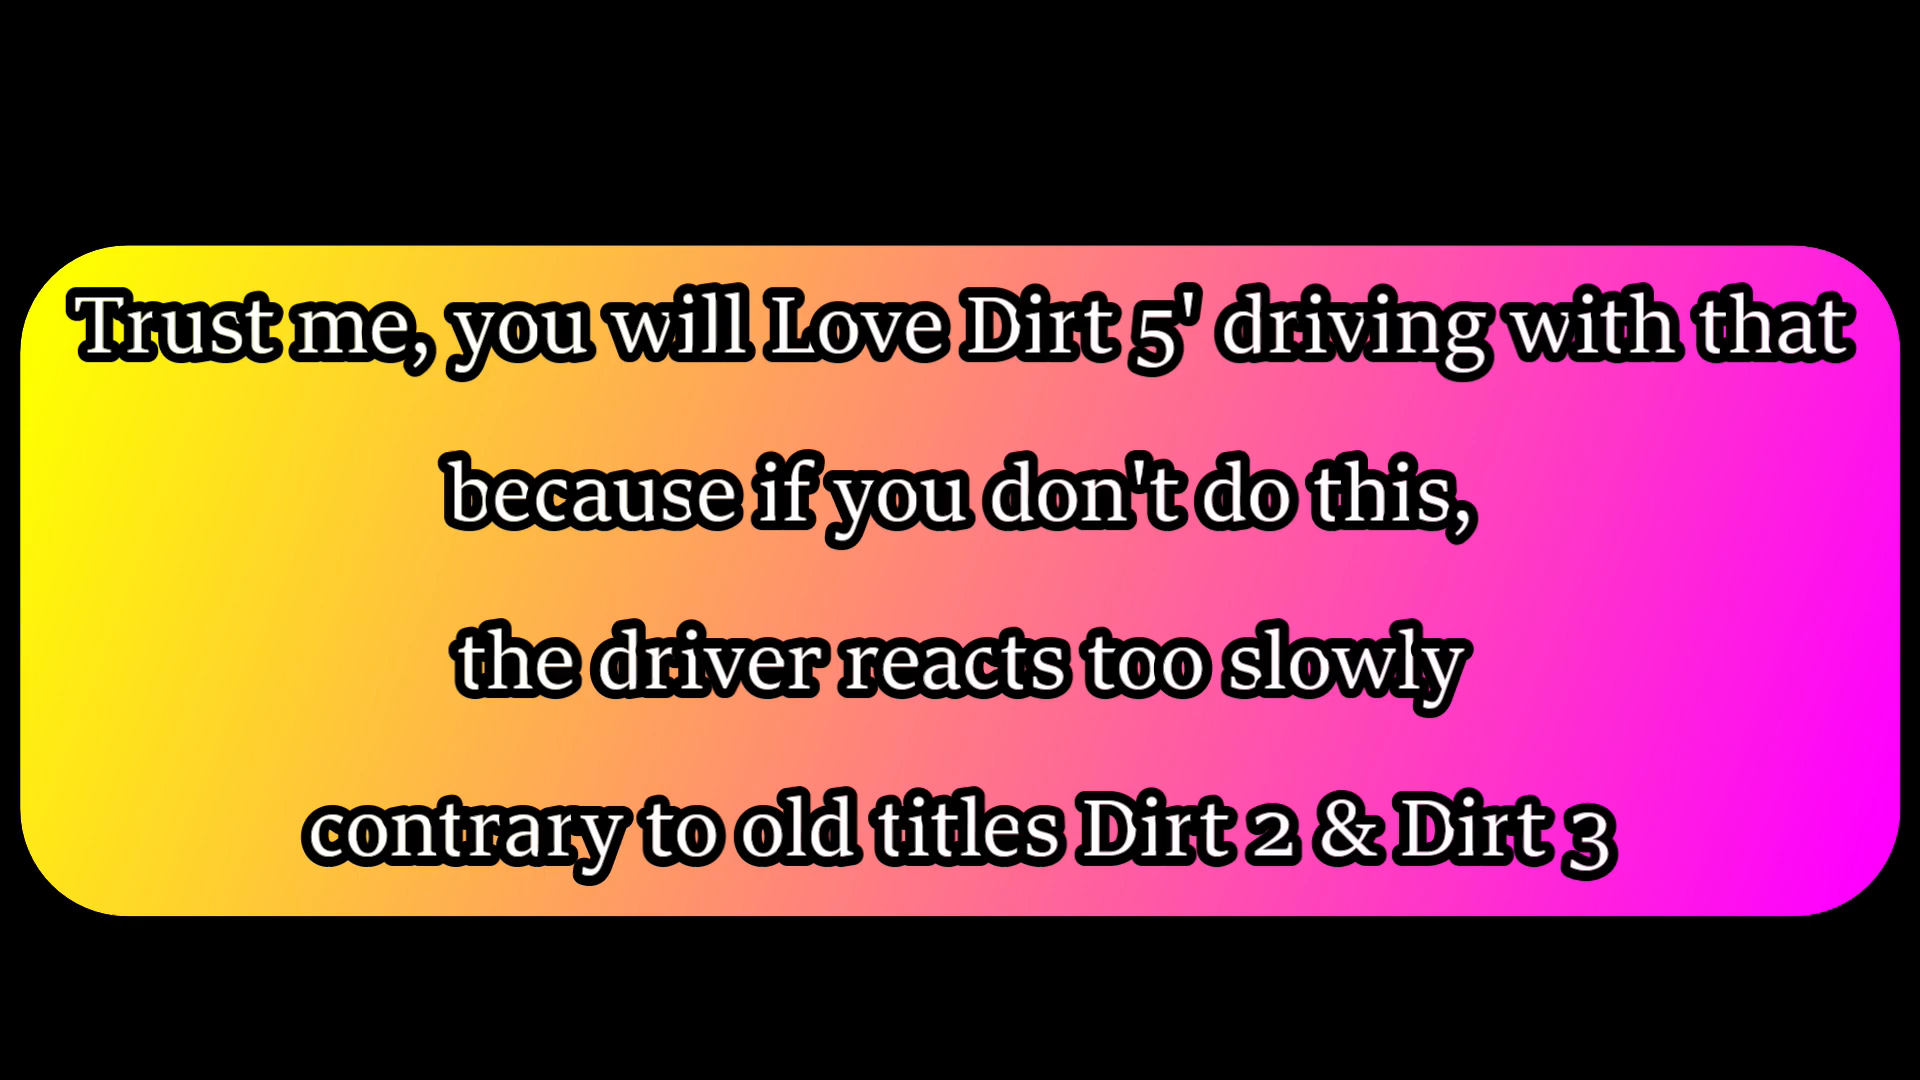 Trust me, you will Love Dirt 5' driving with that
because if you don't do this,
the driver reacts too slowly
contrary to old titles Dirt 2 & Dirt 3